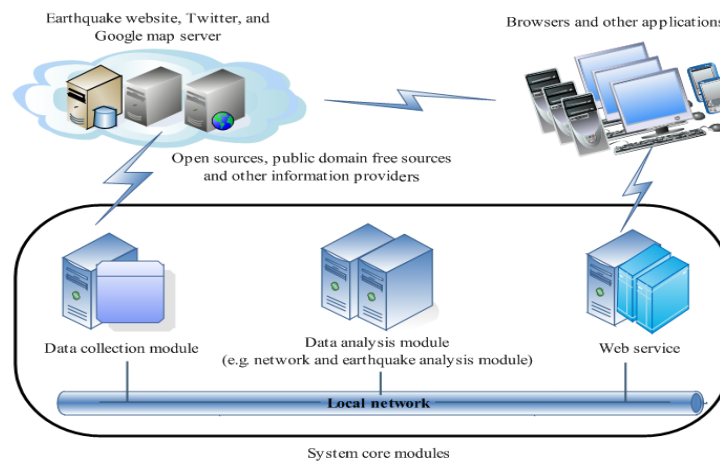 Earthquake website, Twitter, and
Google map server
Browsers and other applications
Open sources, public domain free sources
and other information providers
Data collection module
Data analysis module
(e.g. network and earthquake analysis module)
Web service
Local network
System core modules